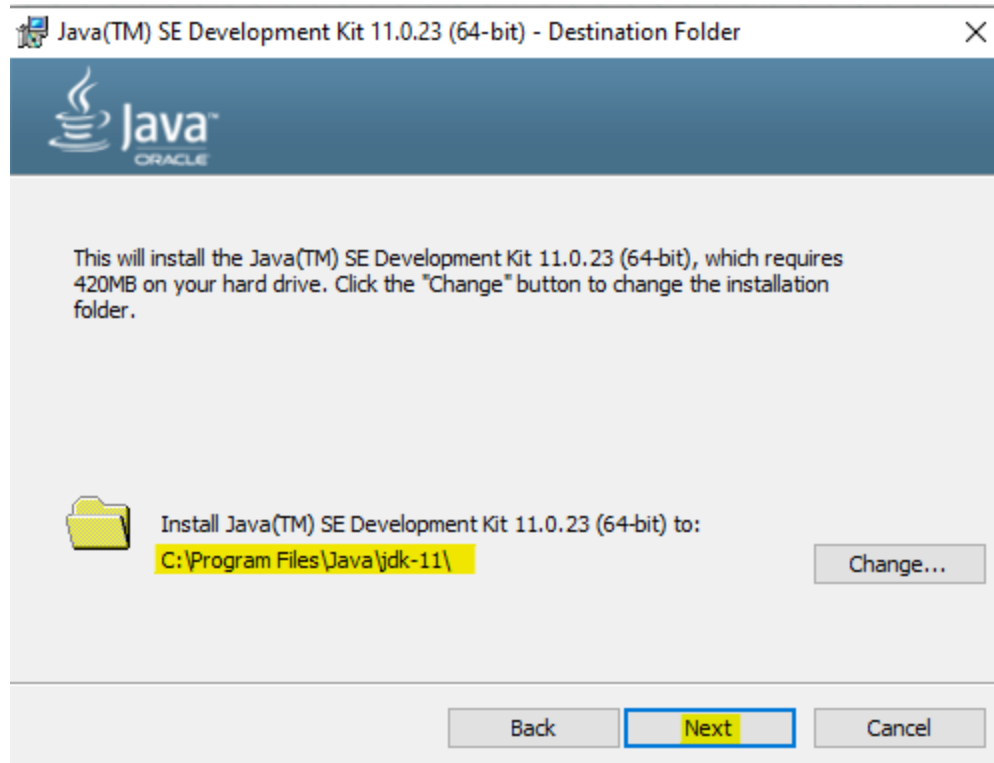 Java(TM) SE Development Kit 11.0.23 (64-bit) - Destination Folder
Java™
ORACLE
This will install the Java(TM) SE Development Kit 11.0.23 (64-bit), which requires
420MB on your hard drive. Click the "Change" button to change the installation
folder.
Install Java(TM) SE Development Kit 11.0.23 (64-bit) to:
C:\Program Files\Java\jdk-11\
Change...
Back Next Cancel